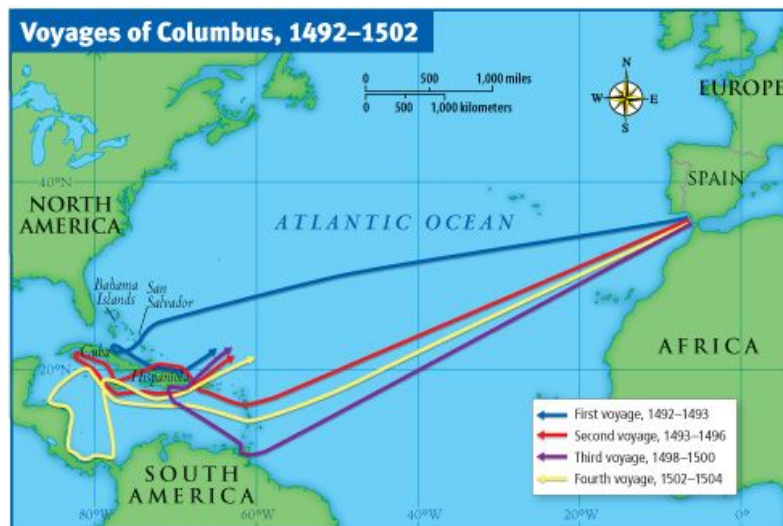 Voyages of Columbus, 1492–1502
0 500 1,000 miles
0 500 1,000 kilometers
N
W E
S
EUROPE
SPAIN
40°N
NORTH
AMERICA
ATLANTIC OCEAN
Bahama
Islands
San
Salvador
Cuba
20°N
Hispaniola
AFRICA
First voyage, 1492–1493
Second voyage, 1493–1496
Third voyage, 1498–1500
Fourth voyage, 1502–1504
SOUTH
AMERICA
80°W
60°W
40°W
20°W
0°